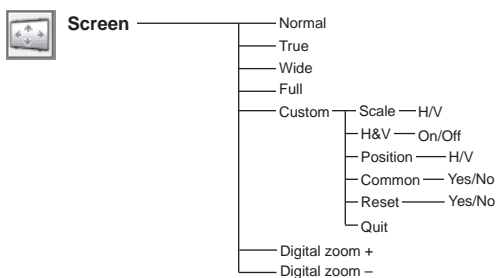 Screen
Normal
True
Wide
Full
Custom
Scale H/V
H&V On/Off
Position H/V
Common Yes/No
Reset Yes/No
Quit
Digital zoom +
Digital zoom –